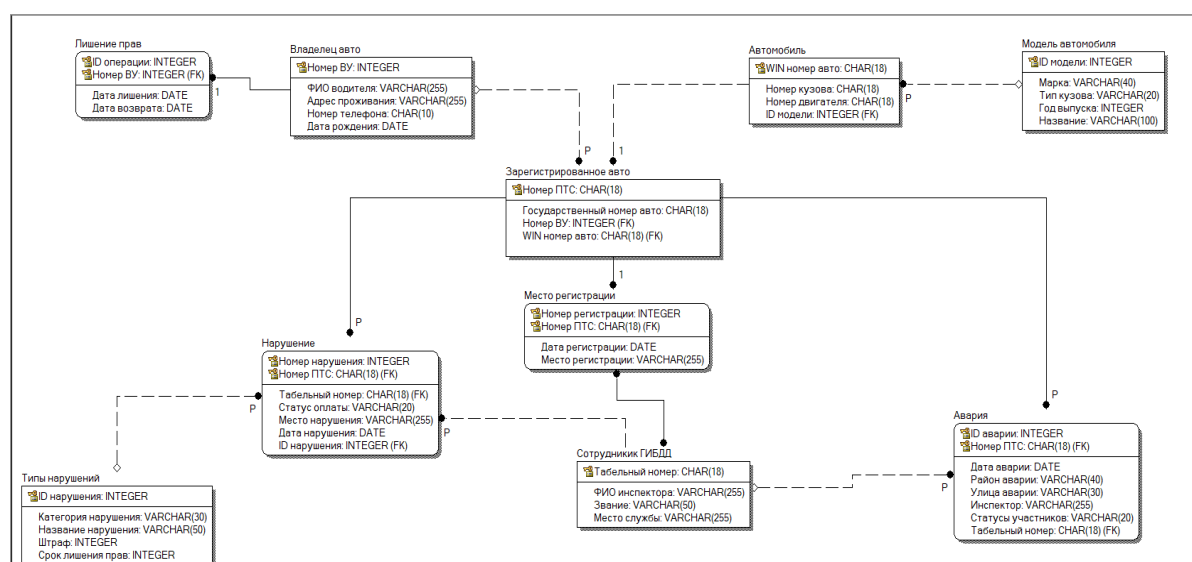 Лишение прав
ID операции: INTEGER
Номер ВУ: INTEGER (FK)
Дата лишения: DATE
Дата возврата: DATE
1
Владелец авто
Номер ВУ: INTEGER
ФИО водителя: VARCHAR(255)
Адрес проживания: VARCHAR(255)
Номер телефона: CHAR(10)
Дата рождения: DATE
P
Автомобиль
WIN номер авто: CHAR(18)
Номер кузова: CHAR(18)
Номер двигателя: CHAR(18)
ID модели: INTEGER (FK)
1
P
Модель автомобиля
ID модели: INTEGER
Марка: VARCHAR(40)
Тип кузова: VARCHAR(20)
Год выпуска: INTEGER
Название: VARCHAR(100)
Зарегистрированное авто
Номер ПТС: CHAR(18)
Государственный номер авто: CHAR(18)
Номер ВУ: INTEGER (FK)
WIN номер авто: CHAR(18) (FK)
1
P
P
Место регистрации
Номер регистрации: INTEGER
Номер ПТС: CHAR(18) (FK)
Дата регистрации: DATE
Место регистрации: VARCHAR(255)
Нарушение
Номер нарушения: INTEGER
Номер ПТС: CHAR(18) (FK)
Табельный номер: CHAR(18) (FK)
Статус оплаты: VARCHAR(20)
Место нарушения: VARCHAR(255)
Дата нарушения: DATE
ID нарушения: INTEGER (FK)
P
P
Типы нарушений
ID нарушения: INTEGER
Категория нарушения: VARCHAR(30)
Название нарушения: VARCHAR(50)
Штраф: INTEGER
Срок лишения прав: INTEGER
Сотрудникик ГИБДД
Табельный номер: CHAR(18)
ФИО инспектора: VARCHAR(255)
Звание: VARCHAR(50)
Место службы: VARCHAR(255)
P
Авария
ID аварии: INTEGER
Номер ПТС: CHAR(18) (FK)
Дата аварии: DATE
Район аварии: VARCHAR(40)
Улица аварии: VARCHAR(30)
Инспектор: VARCHAR(255)
Статусы участников: VARCHAR(20)
Табельный номер: CHAR(18) (FK)